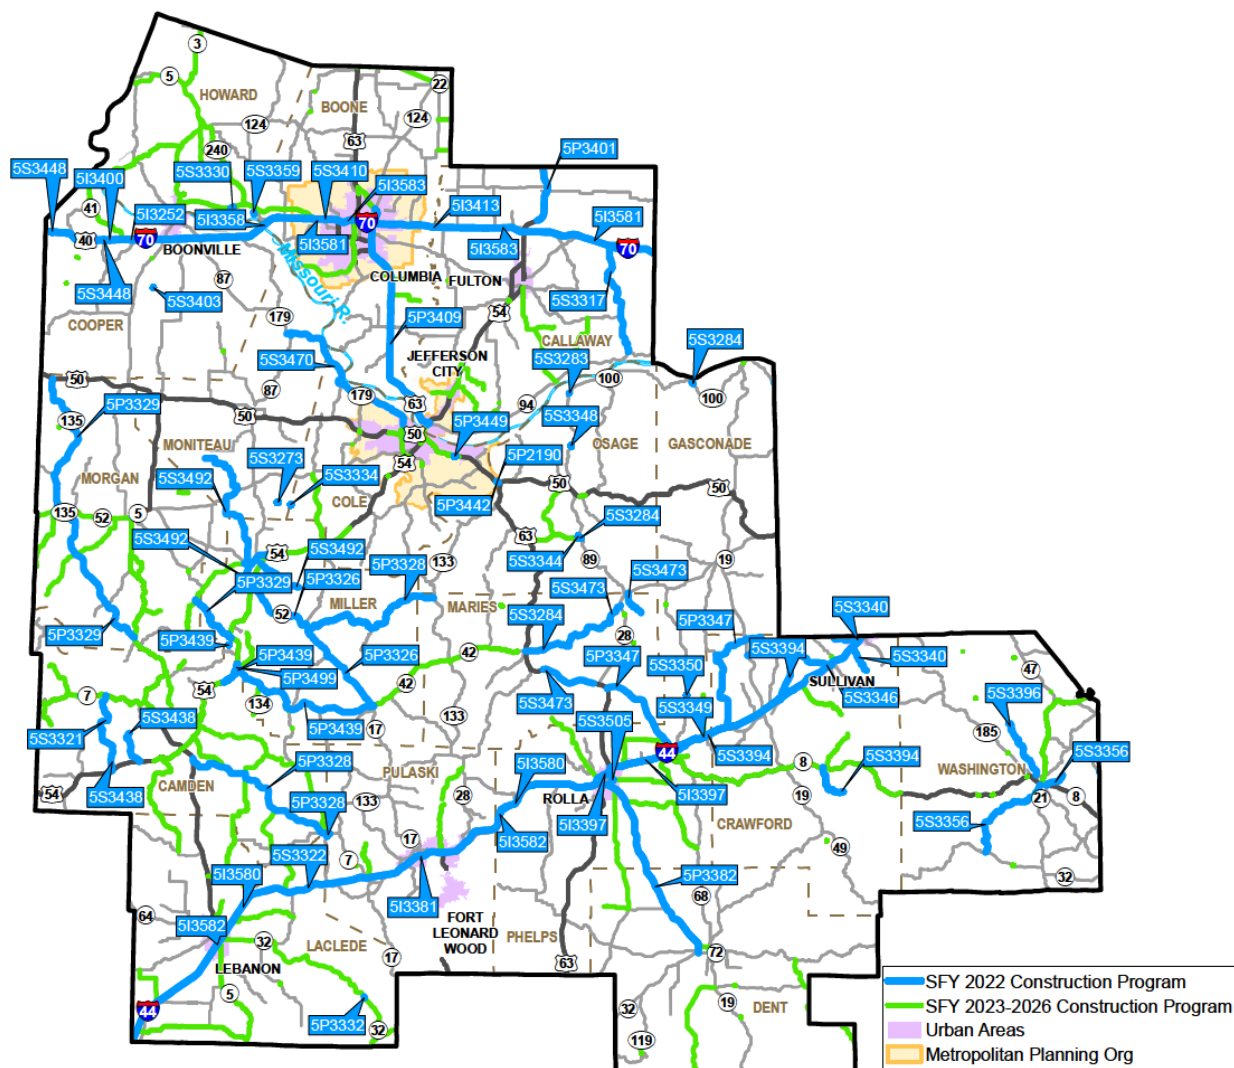 3
5
HOWARD
BOONE
22
124
124
63
240
5P3401
5S3448
5I3400
5S3330
5S3359
5S3410
5I3583
41
5I3252
5I3358
70
5I3413
5I3581
40
70
BOONVILLE
5I3581
5I3583
70
Missouri R.
COLUMBIA
FULTON
5S3448
87
5S3403
5S3317
179
54
COOPER
5P3409
CALLAWAY
5S3284
JEFFERSON
CITY
5S3283
5S3470
100
50
87
179
100
135
5P3329
63
94
5S3348
50
5P3449
50
MONITEAU
OSAGE
GASCONADE
54
5P2190
5S3273
MORGAN
5S3492
5S3334
50
50
COLE
5P3442
135
52
5
5S3284
63
5S3492
54
5S3492
5S3344
89
133
5P3328
19
5P3329
5P3326
5S3473
5S3473
MILLER
MARIES
5S3340
52
5S3284
5P3329
28
5P3347
5P3439
5S3394
5S3340
5P3439
5P3326
42
5P3347
5P3499
5S3350
SULLIVAN
47
54
42
5S3346
7
134
5S3473
5S3396
133
5S3349
5S3438
5P3439
17
5S3505
5S3321
185
44
5S3394
5S3356
5P3328
5I3580
8
5S3394
WASHINGTON
PULASKI
CAMDEN
54
5S3438
28
ROLLA
5I3397
21
8
5P3328
133
19
5I3397
CRAWFORD
5S3356
17
5I3582
7
49
5S3322
5I3580
5P3382
32
5I3381
68
64
FORT
LEONARD
WOOD
5I3582
PHELPS
32
LACLEDE
72
17
63
LEBANON
5
19
DENT
44
5P3332
32
32
119
SFY 2022 Construction Program
SFY 2023-2026 Construction Program
Urban Areas
Metropolitan Planning Org